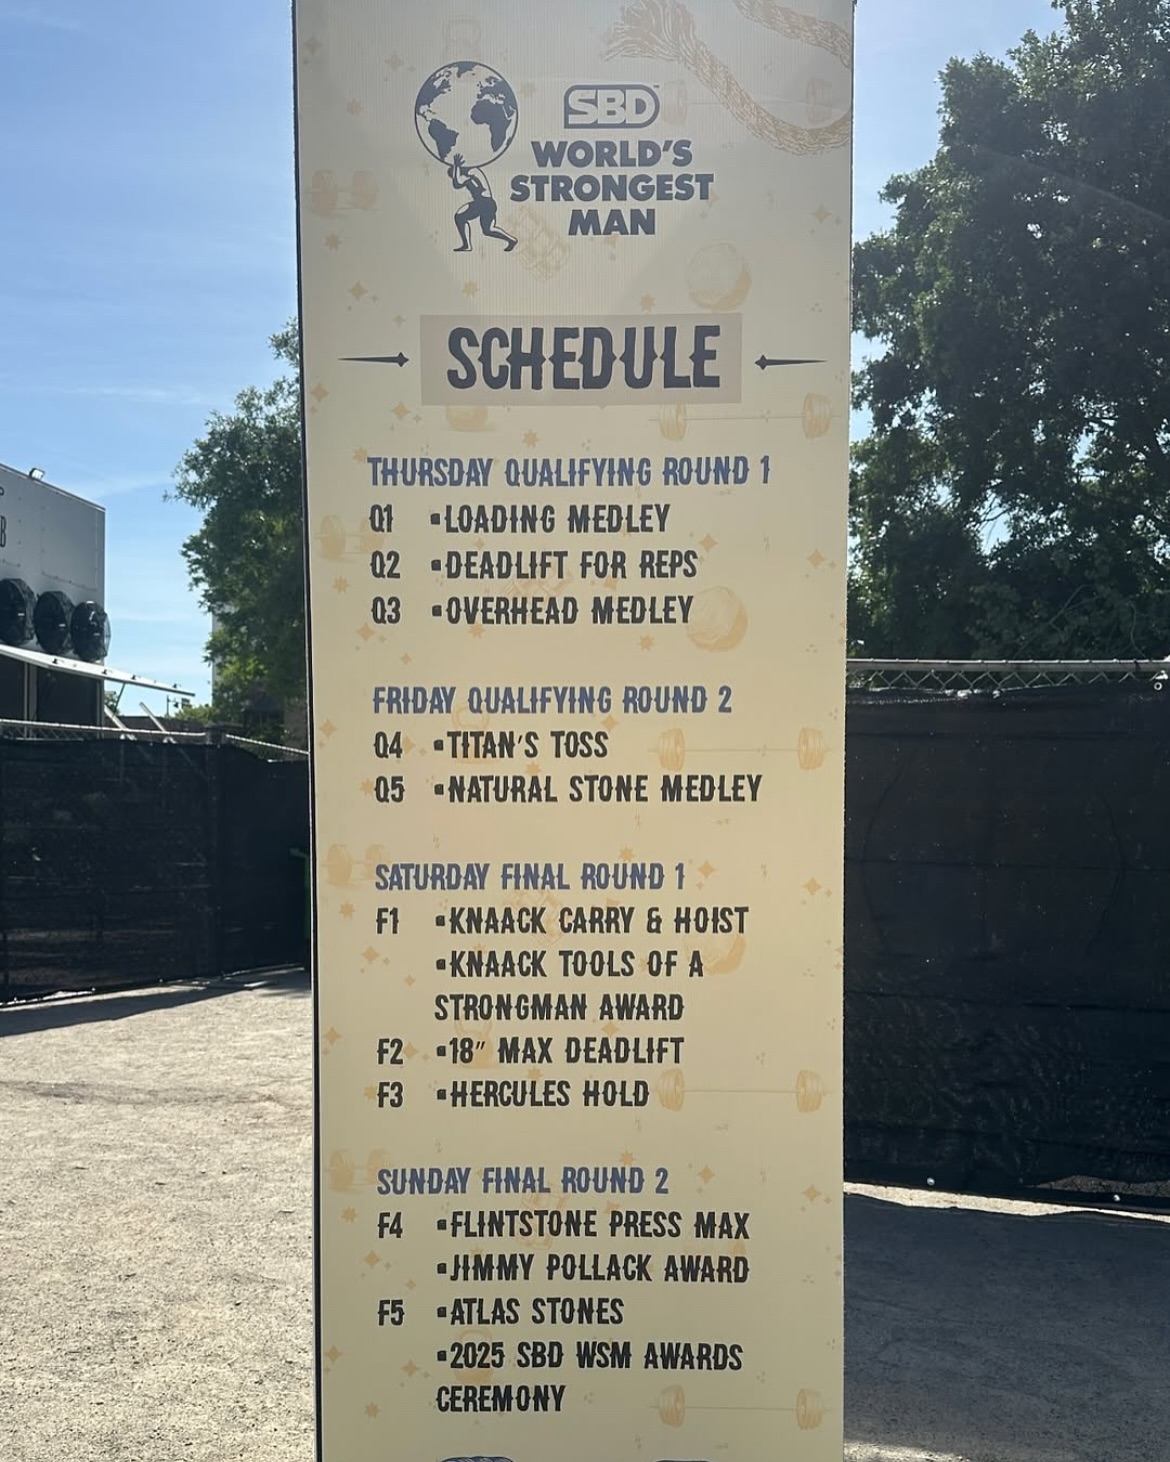 SBD
WORLD'S
STRONGEST
MAN
SCHEDULE
THURSDAY QUALIFYING ROUND 1
Q1 •LOADING MEDLEY
Q2 •DEADLIFT FOR REPS
Q3 •OVERHEAD MEDLEY
FRIDAY QUALIFYING ROUND 2
Q4 •TITAN'S TOSS
Q5 •NATURAL STONE MEDLEY
SATURDAY FINAL ROUND 1
F1 •KNAACK CARRY & HOIST
•KNAACK TOOLS OF A
STRONGMAN AWARD
F2 •18" MAX DEADLIFT
F3 •HERCULES HOLD
SUNDAY FINAL ROUND 2
F4 •FLINTSTONE PRESS MAX
•JIMMY POLLACK AWARD
F5 •ATLAS STONES
•2025 SBD WSM AWARDS
CEREMONY